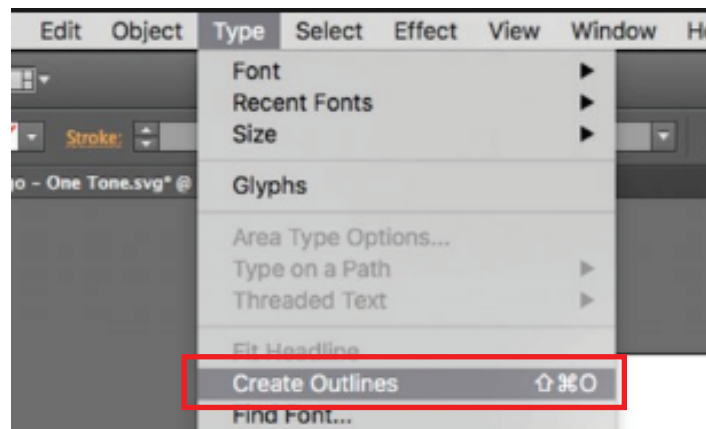 Edit Object Type Select Effect View Window
Font
Recent Fonts
Stroke:
Size
- One Tone.svg* @
Glyphs
Area Type Options...
Type on a Path
Threaded Text
Fit Headline
Create Outlines ⇧⌘O
Find Font...